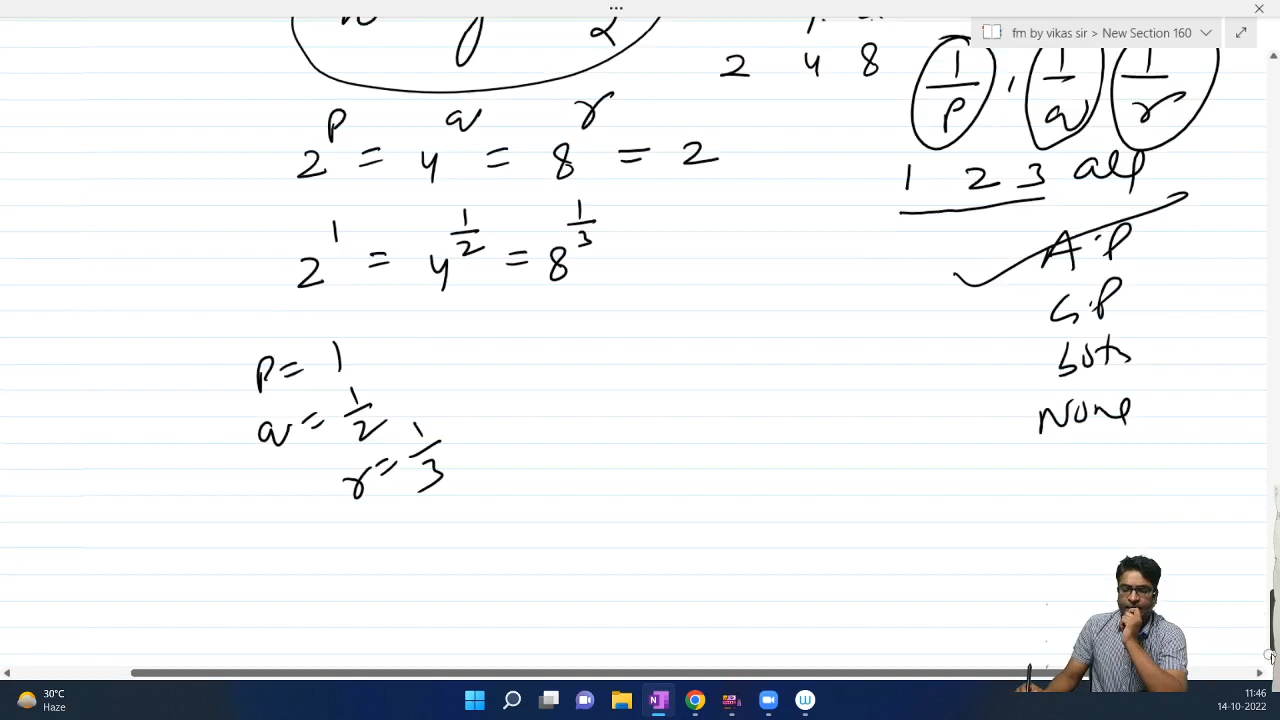 fm by vikas sir > New Section 160
2 4 8
1/p , 1/q 1/r
p q r
2^p = 4 = 8 = 2
1 2 3 all
2^1 = 4^1/2 = 8^1/3
A.P
G.P
both
None
p = 1
q = 1/2
r = 1/3
30°C
Haze
11:46
14-10-2022